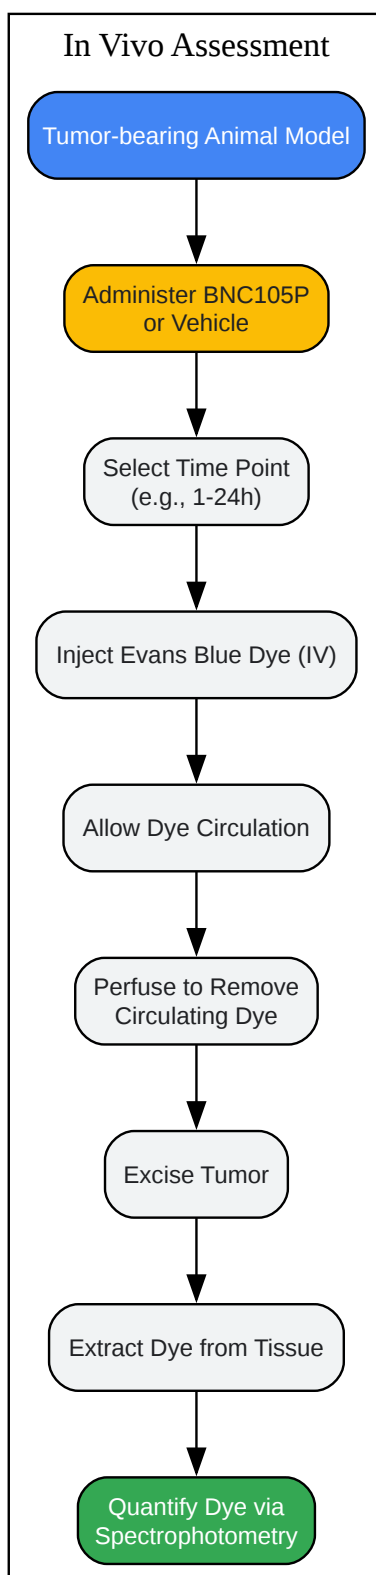 In Vivo Assessment
Tumor-bearing Animal Model
Administer BNC105P
or Vehicle
Select Time Point
(e.g., 1-24h)
Inject Evans Blue Dye (IV)
Allow Dye Circulation
Perfuse to Remove
Circulating Dye
Excise Tumor
Extract Dye from Tissue
Quantify Dye via
Spectrophotometry